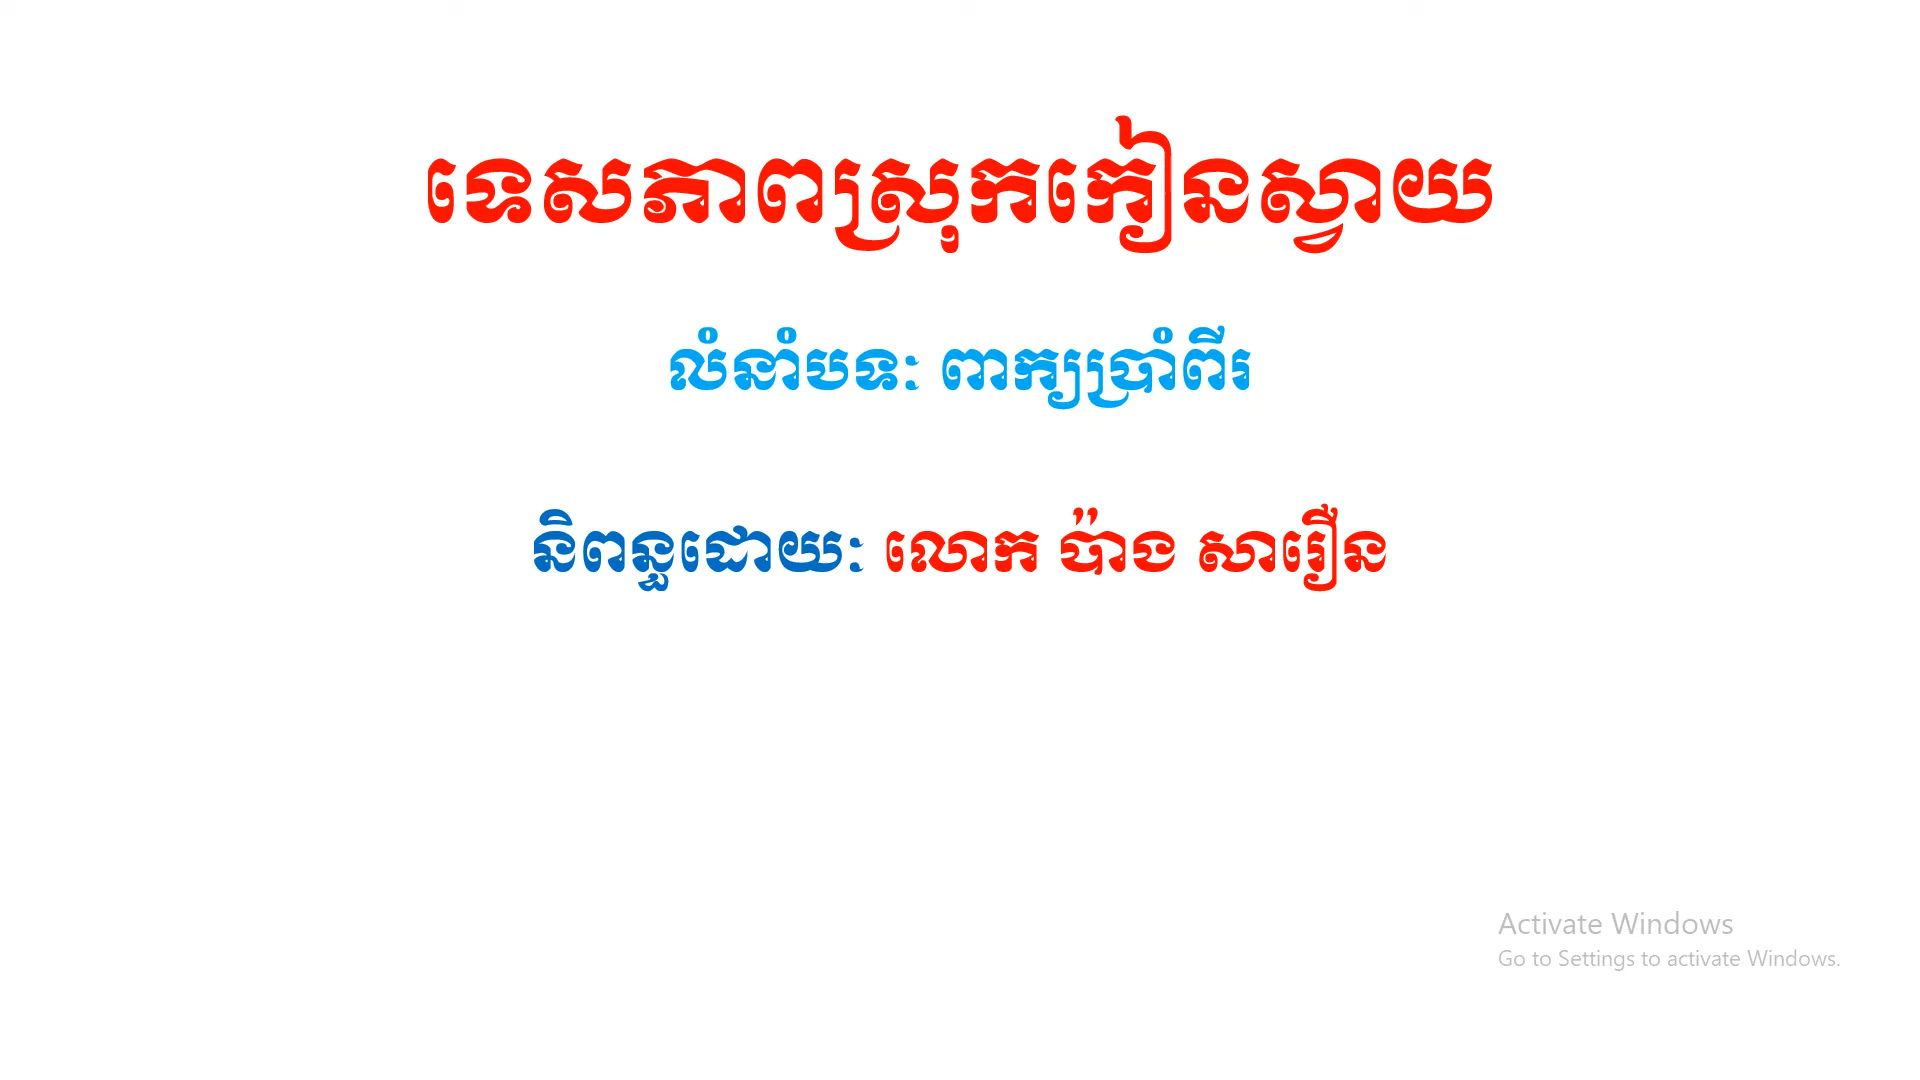 ទេសភាពស្រុកកៀនស្វាយ
លំនាំបទ: ពាក្យប្រាំពីរ
និពន្ធដោយ: លោក ប៉ាង សារឿន
Activate Windows
Go to Settings to activate Windows.